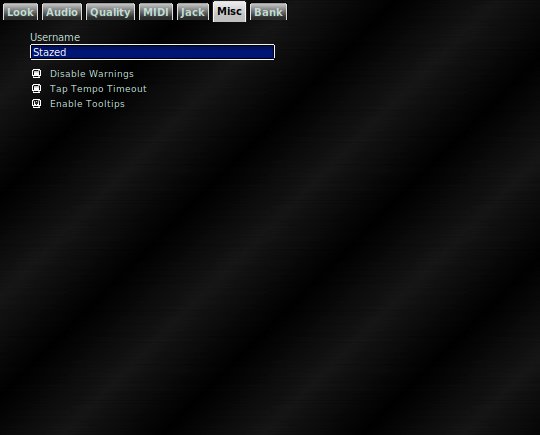 Look Audio Quality MIDI Jack Misc Bank
Username
Stazed
Disable Warnings
Tap Tempo Timeout
Enable Tooltips